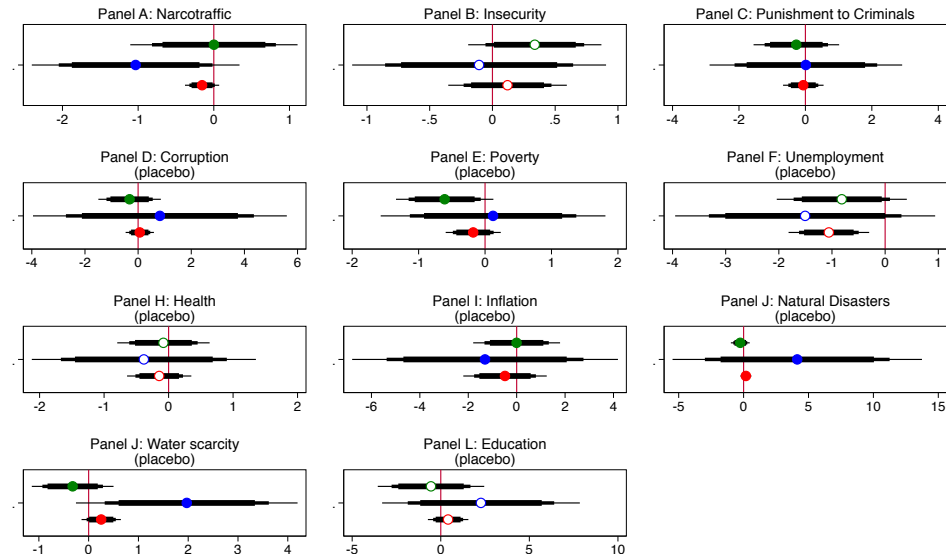 Panel A: Narcotraffic
-2 -1 0 1
Panel B: Insecurity
-1 -.5 0 .5 1
Panel C: Punishment to Criminals
-4 -2 0 2 4
Panel D: Corruption
(placebo)
-4 -2 0 2 4 6
Panel E: Poverty
(placebo)
-2 -1 0 1 2
Panel F: Unemployment
(placebo)
-4 -3 -2 -1 0 1
Panel H: Health
(placebo)
-2 -1 0 1 2
Panel I: Inflation
(placebo)
-6 -4 -2 0 2 4
Panel J: Natural Disasters
(placebo)
-5 0 5 10 15
Panel J: Water scarcity
(placebo)
-1 0 1 2 3 4
Panel L: Education
(placebo)
-5 0 5 10